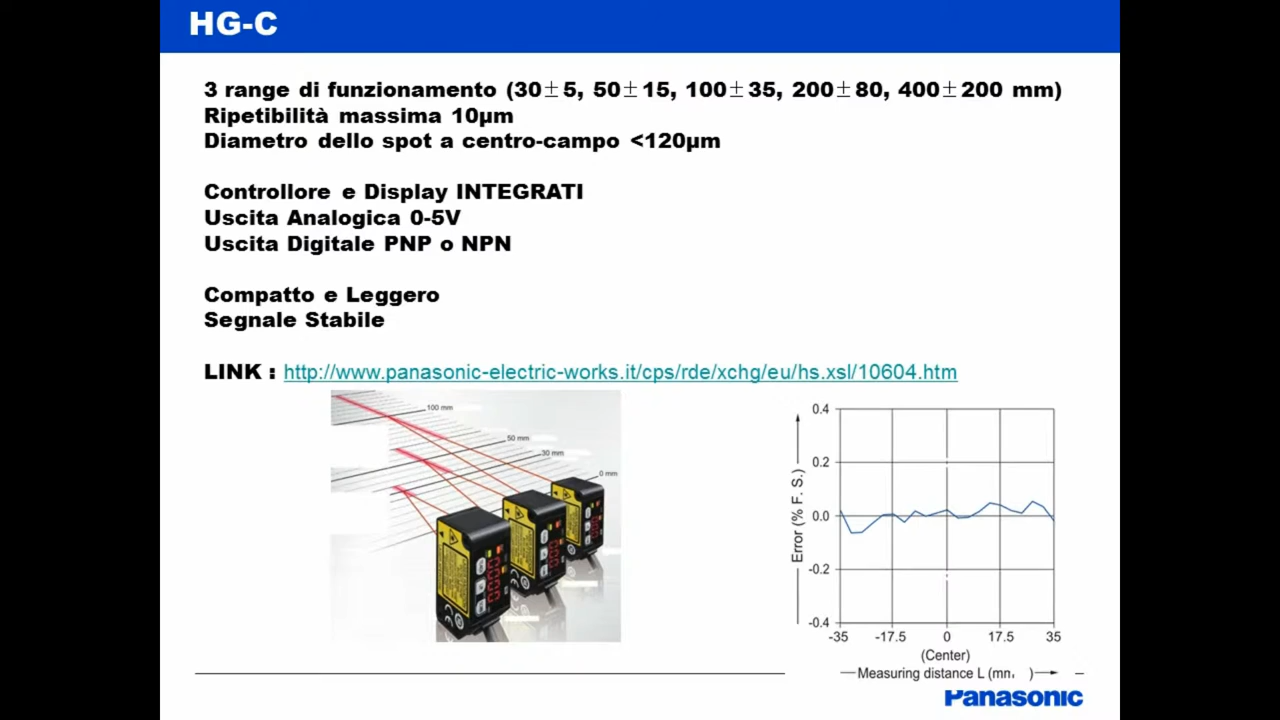 HG-C
3 range di funzionamento (30±5, 50±15, 100±35, 200±80, 400±200 mm)
Ripetibilità massima 10µm
Diametro dello spot a centro-campo <120µm
Controllore e Display INTEGRATI
Uscita Analogica 0-5V
Uscita Digitale PNP o NPN
Compatto e Leggero
Segnale Stabile
LINK : http://www.panasonic-electric-works.it/cps/rde/xchg/eu/hs.xsl/10604.htm
100 mm
50 mm
30 mm
0 mm
Error (% F. S.)
0.4
0.2
0.0
-0.2
-0.4
-35 -17.5 0 17.5 35
(Center)
Measuring distance L (mm )
Panasonic